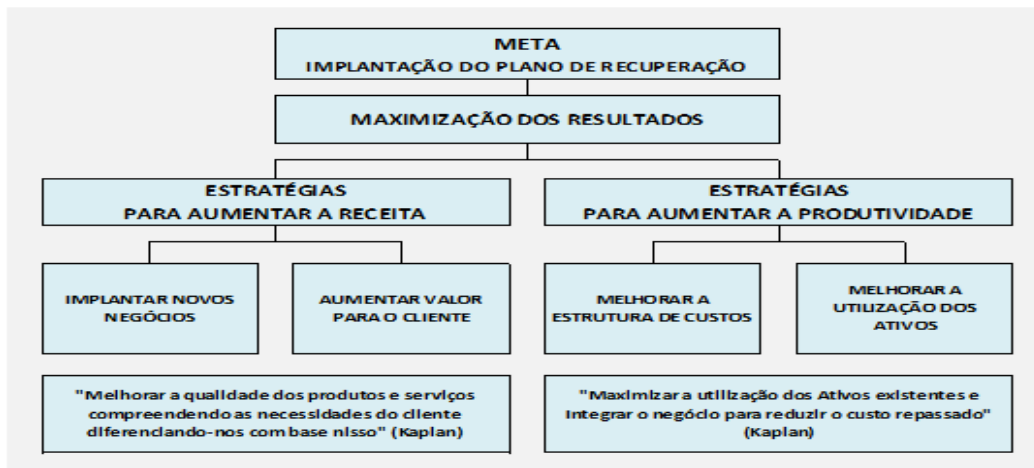 META
IMPLANTAÇÃO DO PLANO DE RECUPERAÇÃO
MAXIMIZAÇÃO DOS RESULTADOS
ESTRATÉGIAS
PARA AUMENTAR A RECEITA
ESTRATÉGIAS
PARA AUMENTAR A PRODUTIVIDADE
IMPLANTAR NOVOS
NEGÓCIOS
AUMENTAR VALOR
PARA O CLIENTE
MELHORAR A
ESTRUTURA DE CUSTOS
MELHORAR A
UTILIZAÇÃO DOS
ATIVOS
"Melhorar a qualidade dos produtos e serviços
compreendendo as necessidades do cliente
diferenciando-nos com base nisso" (Kaplan)
"Maximizar a utilização dos Ativos existentes e
Integrar o negócio para reduzir o custo repassado"
(Kaplan)